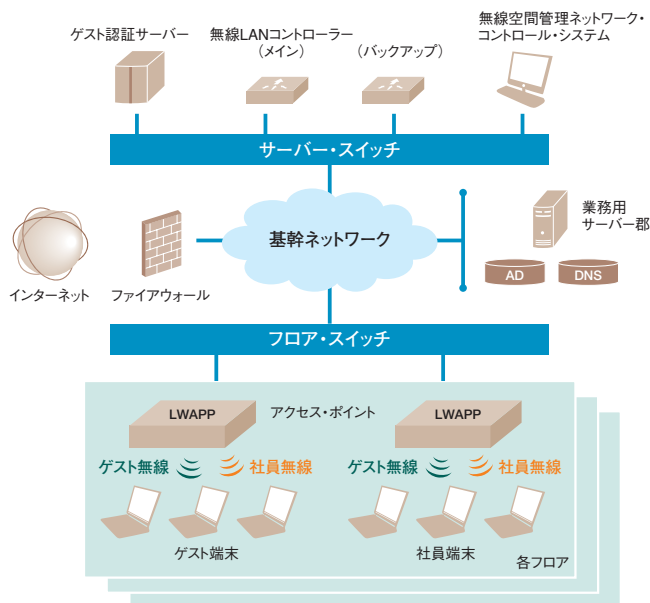 ゲスト認証サーバー
無線LANコントローラー
（メイン）
（バックアップ）
無線空間管理ネットワーク・
コントロール・システム
サーバー・スイッチ
インターネット
ファイアウォール
基幹ネットワーク
業務用
サーバー郡
AD
DNS
フロア・スイッチ
LWAPP
アクセス・ポイント
LWAPP
ゲスト無線
社員無線
ゲスト無線
社員無線
ゲスト端末
社員端末
各フロア